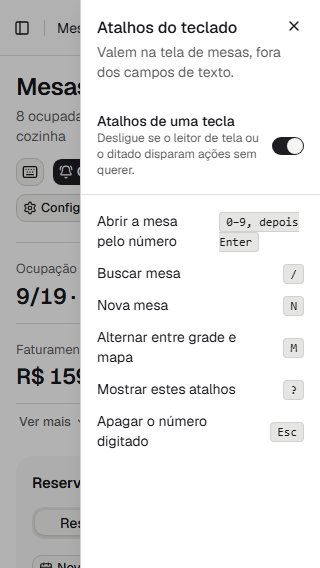 Atalhos do teclado
Valem na tela de mesas, fora
dos campos de texto.
Atalhos de uma tecla
Desligue se o leitor de tela ou
o ditado disparam ações sem
querer.
Abrir a mesa
pelo número
0–9, depois
Enter
Buscar mesa
/
Nova mesa
N
Alternar entre grade e
mapa
M
Mostrar estes atalhos
?
Apagar o número
digitado
Esc
Mesas
8 ocupada
cozinha
Config
Ocupação
9/19 ·
Faturamen
R$ 159
Ver mais
Reserv
Res